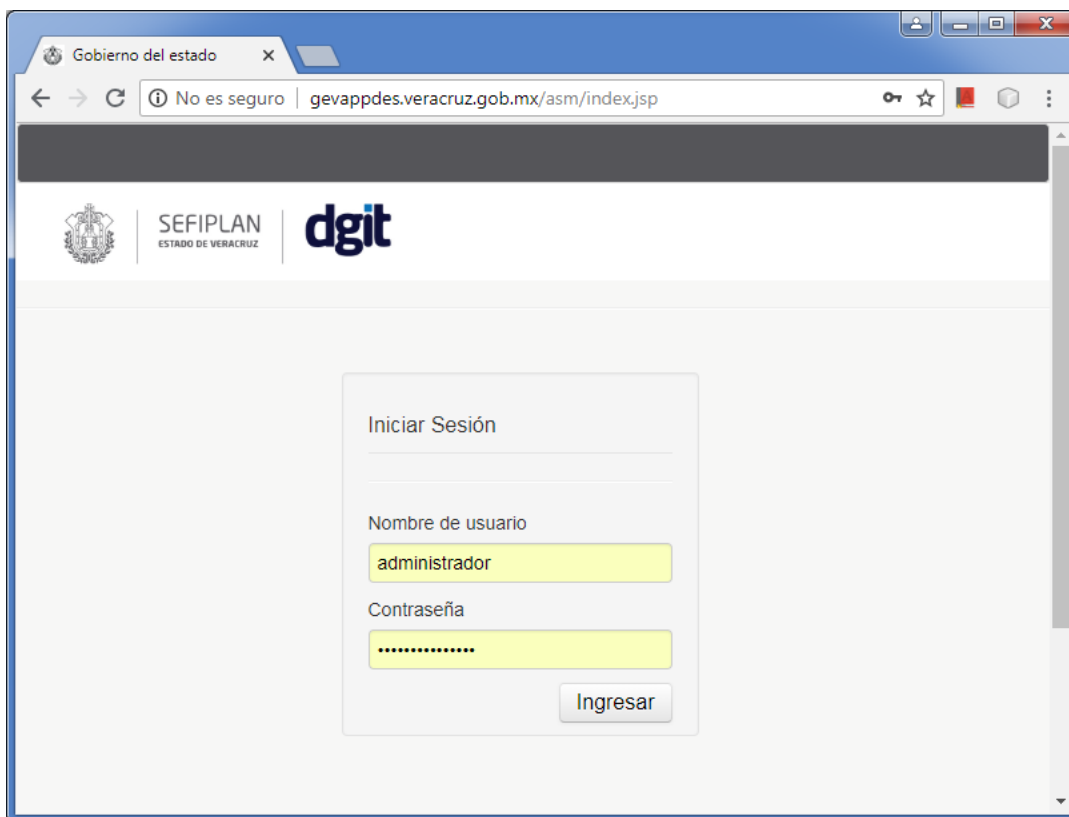 Gobierno del estado
No es seguro gevappdes.veracruz.gob.mx/asm/index.jsp
SEFIPLAN
ESTADO DE VERACRUZ
dgit
Iniciar Sesión
Nombre de usuario
administrador
Contraseña
•••••••••••••••
Ingresar